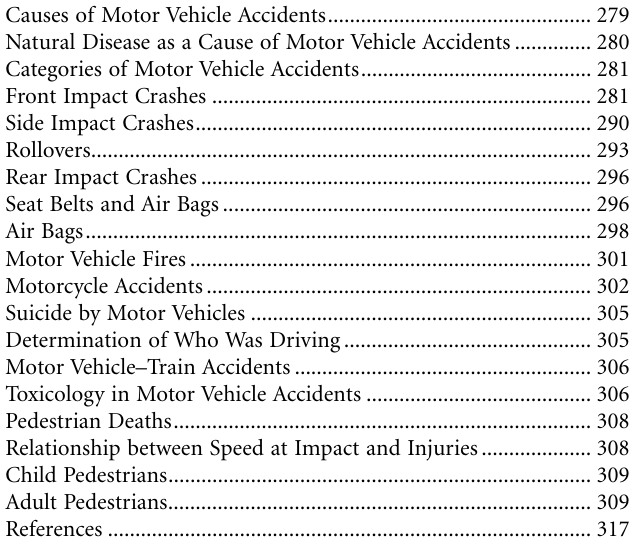 Causes of Motor Vehicle Accidents................................................ 279
Natural Disease as a Cause of Motor Vehicle Accidents .............. 280
Categories of Motor Vehicle Accidents.......................................... 281
Front Impact Crashes ..................................................................... 281
Side Impact Crashes........................................................................ 290
Rollovers........................................................................................... 293
Rear Impact Crashes ....................................................................... 296
Seat Belts and Air Bags ................................................................... 296
Air Bags............................................................................................ 298
Motor Vehicle Fires ......................................................................... 301
Motorcycle Accidents ...................................................................... 302
Suicide by Motor Vehicles .............................................................. 305
Determination of Who Was Driving............................................. 305
Motor Vehicle–Train Accidents ...................................................... 306
Toxicology in Motor Vehicle Accidents ......................................... 306
Pedestrian Deaths............................................................................ 308
Relationship between Speed at Impact and Injuries .................... 308
Child Pedestrians............................................................................. 309
Adult Pedestrians............................................................................. 309
References ........................................................................................ 317